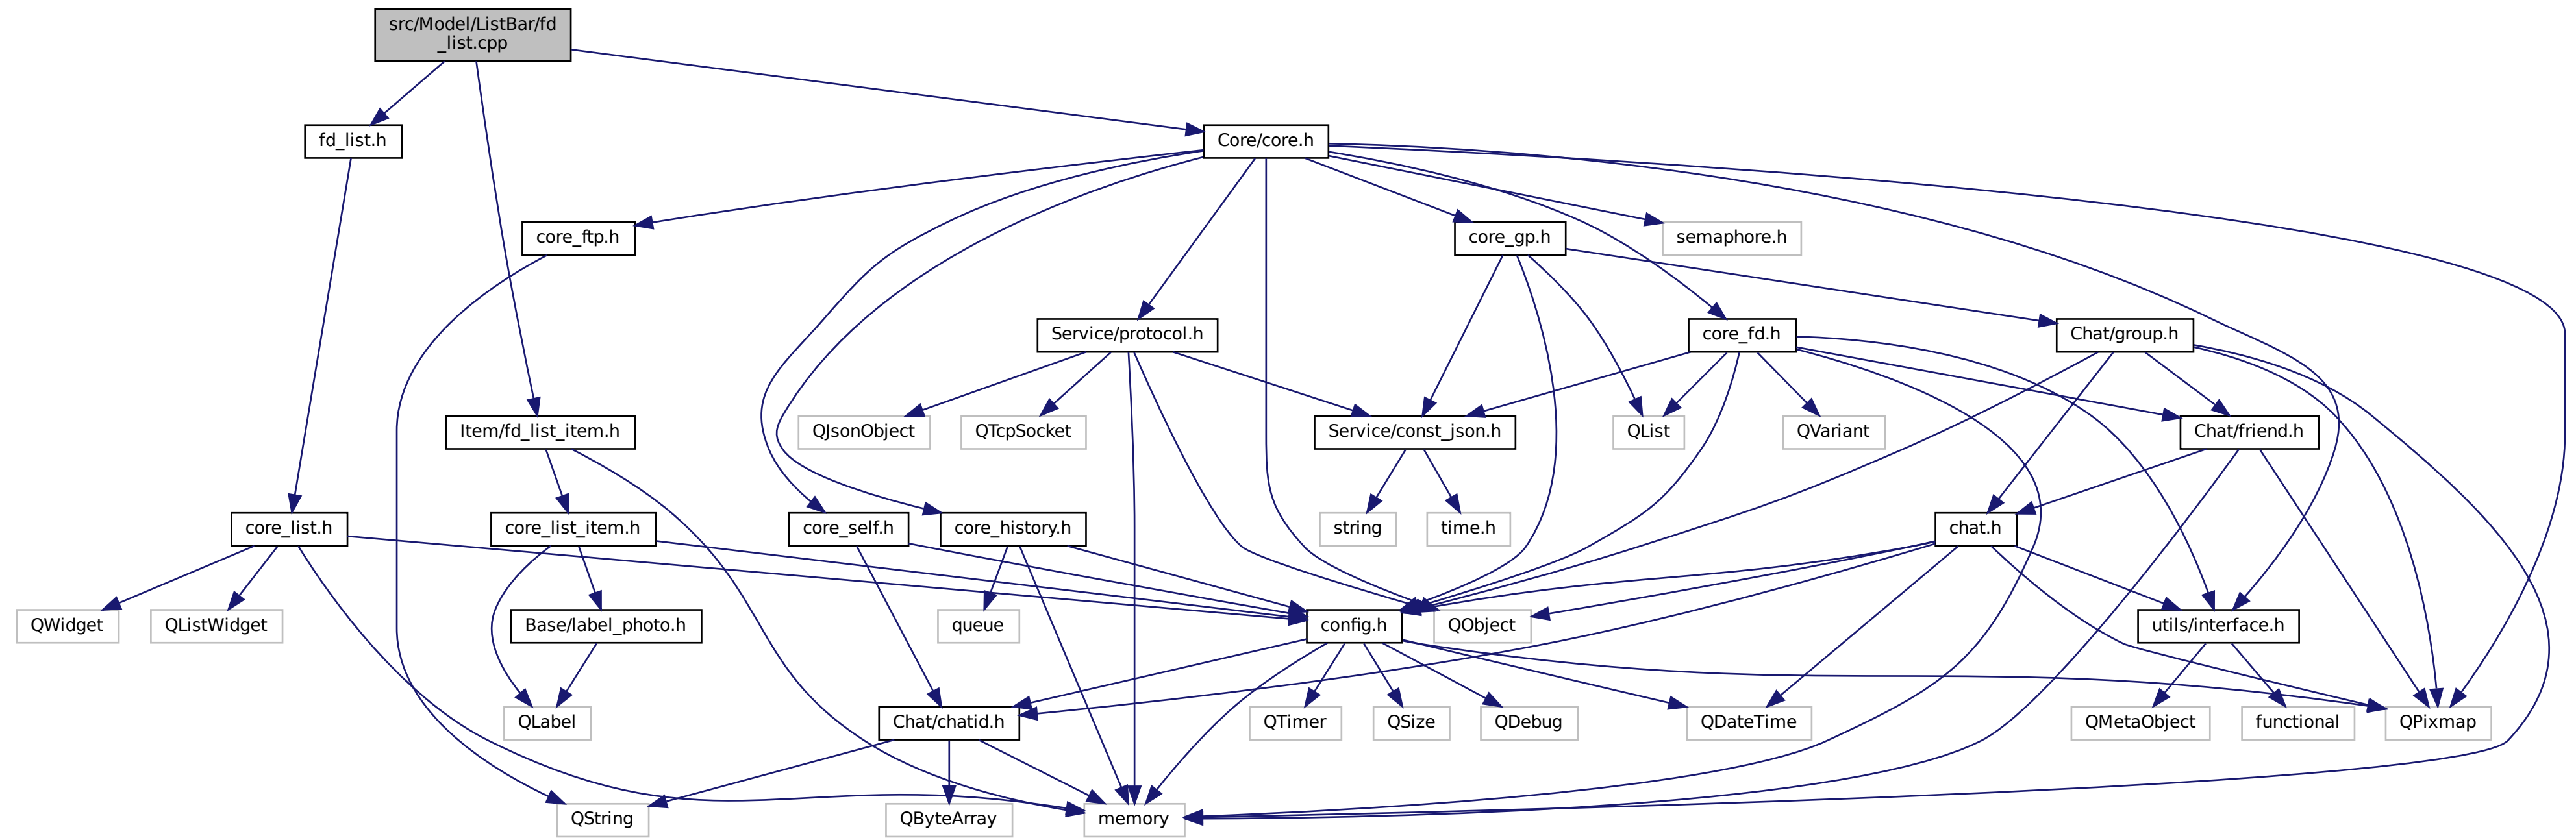 src/Model/ListBar/fd
_list.cpp
fd_list.h
Core/core.h
core_ftp.h
core_gp.h
semaphore.h
Service/protocol.h
core_fd.h
Chat/group.h
Item/fd_list_item.h
QJsonObject
QTcpSocket
Service/const_json.h
QList
QVariant
Chat/friend.h
core_list.h
core_list_item.h
core_self.h
core_history.h
string
time.h
chat.h
QWidget
QListWidget
Base/label_photo.h
queue
config.h
QObject
utils/interface.h
QLabel
Chat/chatid.h
QTimer
QSize
QDebug
QDateTime
QMetaObject
functional
QPixmap
QString
QByteArray
memory